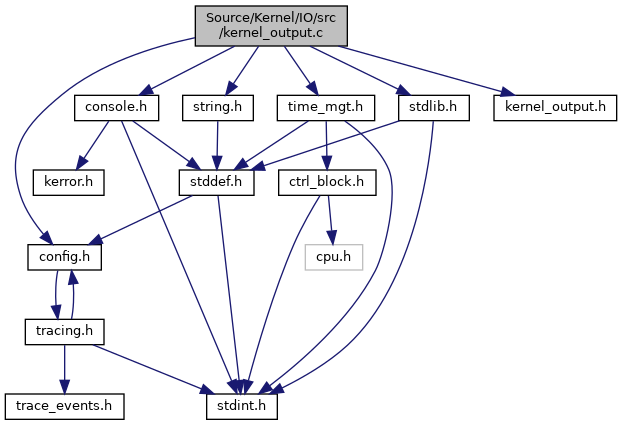 Source/Kernel/IO/src
/kernel_output.c
console.h
string.h
time_mgt.h
stdlib.h
kernel_output.h
kerror.h
stddef.h
ctrl_block.h
config.h
cpu.h
tracing.h
trace_events.h
stdint.h